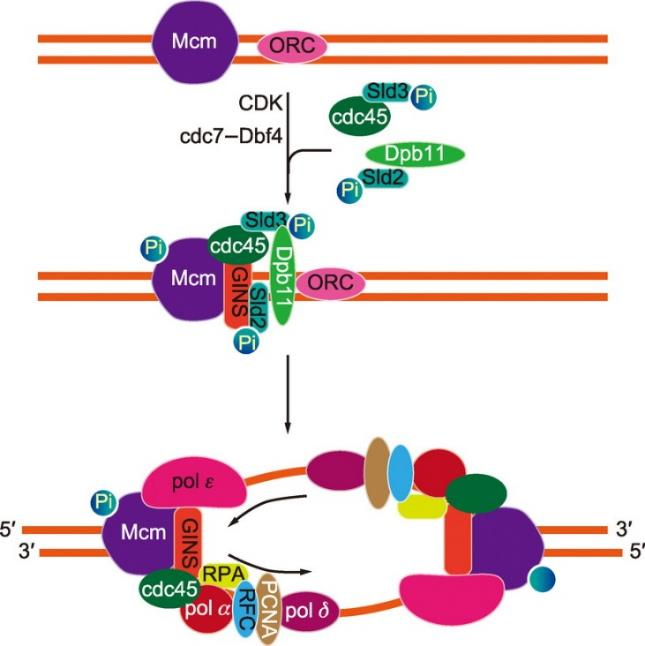 Mcm
ORC
CDK
cdc7–Dbf4
Sld3
Pi
cdc45
Dpb11
Sld2
Pi
Sld3
Pi
Pi
cdc45
Mcm
GINS
Sld2
Dpb11
ORC
Pi
pol ε
Pi
5′
Mcm
GINS
3′
3′
5′
RPA
cdc45
pol α
RFC
PCNA
pol δ